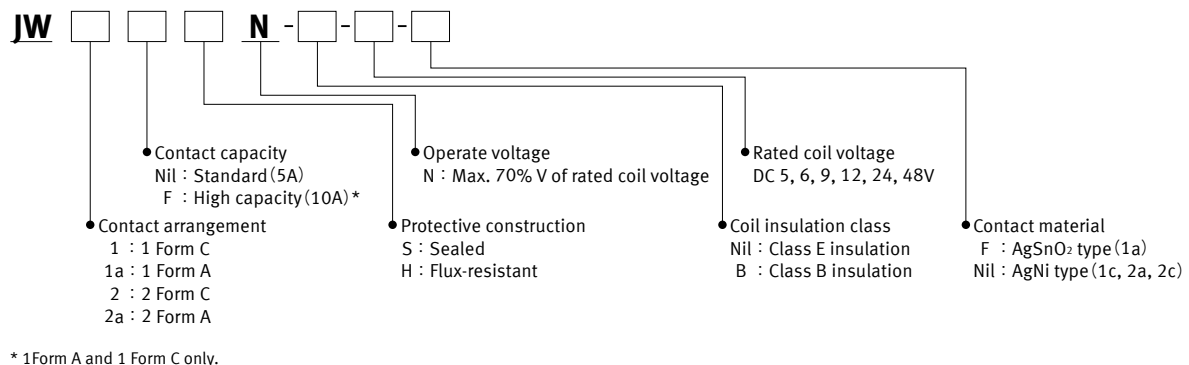 JW N - - -
Contact capacity
Nil : Standard (5A)
F : High capacity (10A) *
Operate voltage
N : Max. 70% V of rated coil voltage
Rated coil voltage
DC 5, 6, 9, 12, 24, 48V
Contact arrangement
1 : 1 Form C
1a : 1 Form A
2 : 2 Form C
2a : 2 Form A
Protective construction
S : Sealed
H : Flux-resistant
Coil insulation class
Nil : Class E insulation
B : Class B insulation
Contact material
F : AgSnO₂ type (1a)
Nil : AgNi type (1c, 2a, 2c)
* 1Form A and 1 Form C only.